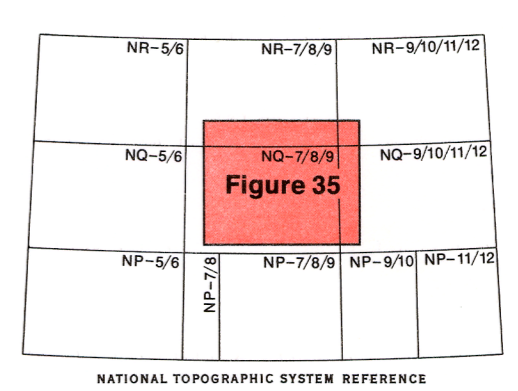 NR-5/6 NR-7/8/9 NR-9/10/11/12
NQ-5/6 NQ-7/8/9 NQ-9/10/11/12
Figure 35
NP-5/6 NP-7/8 NP-7/8/9 NP-9/10 NP-11/12
NATIONAL TOPOGRAPHIC SYSTEM REFERENCE